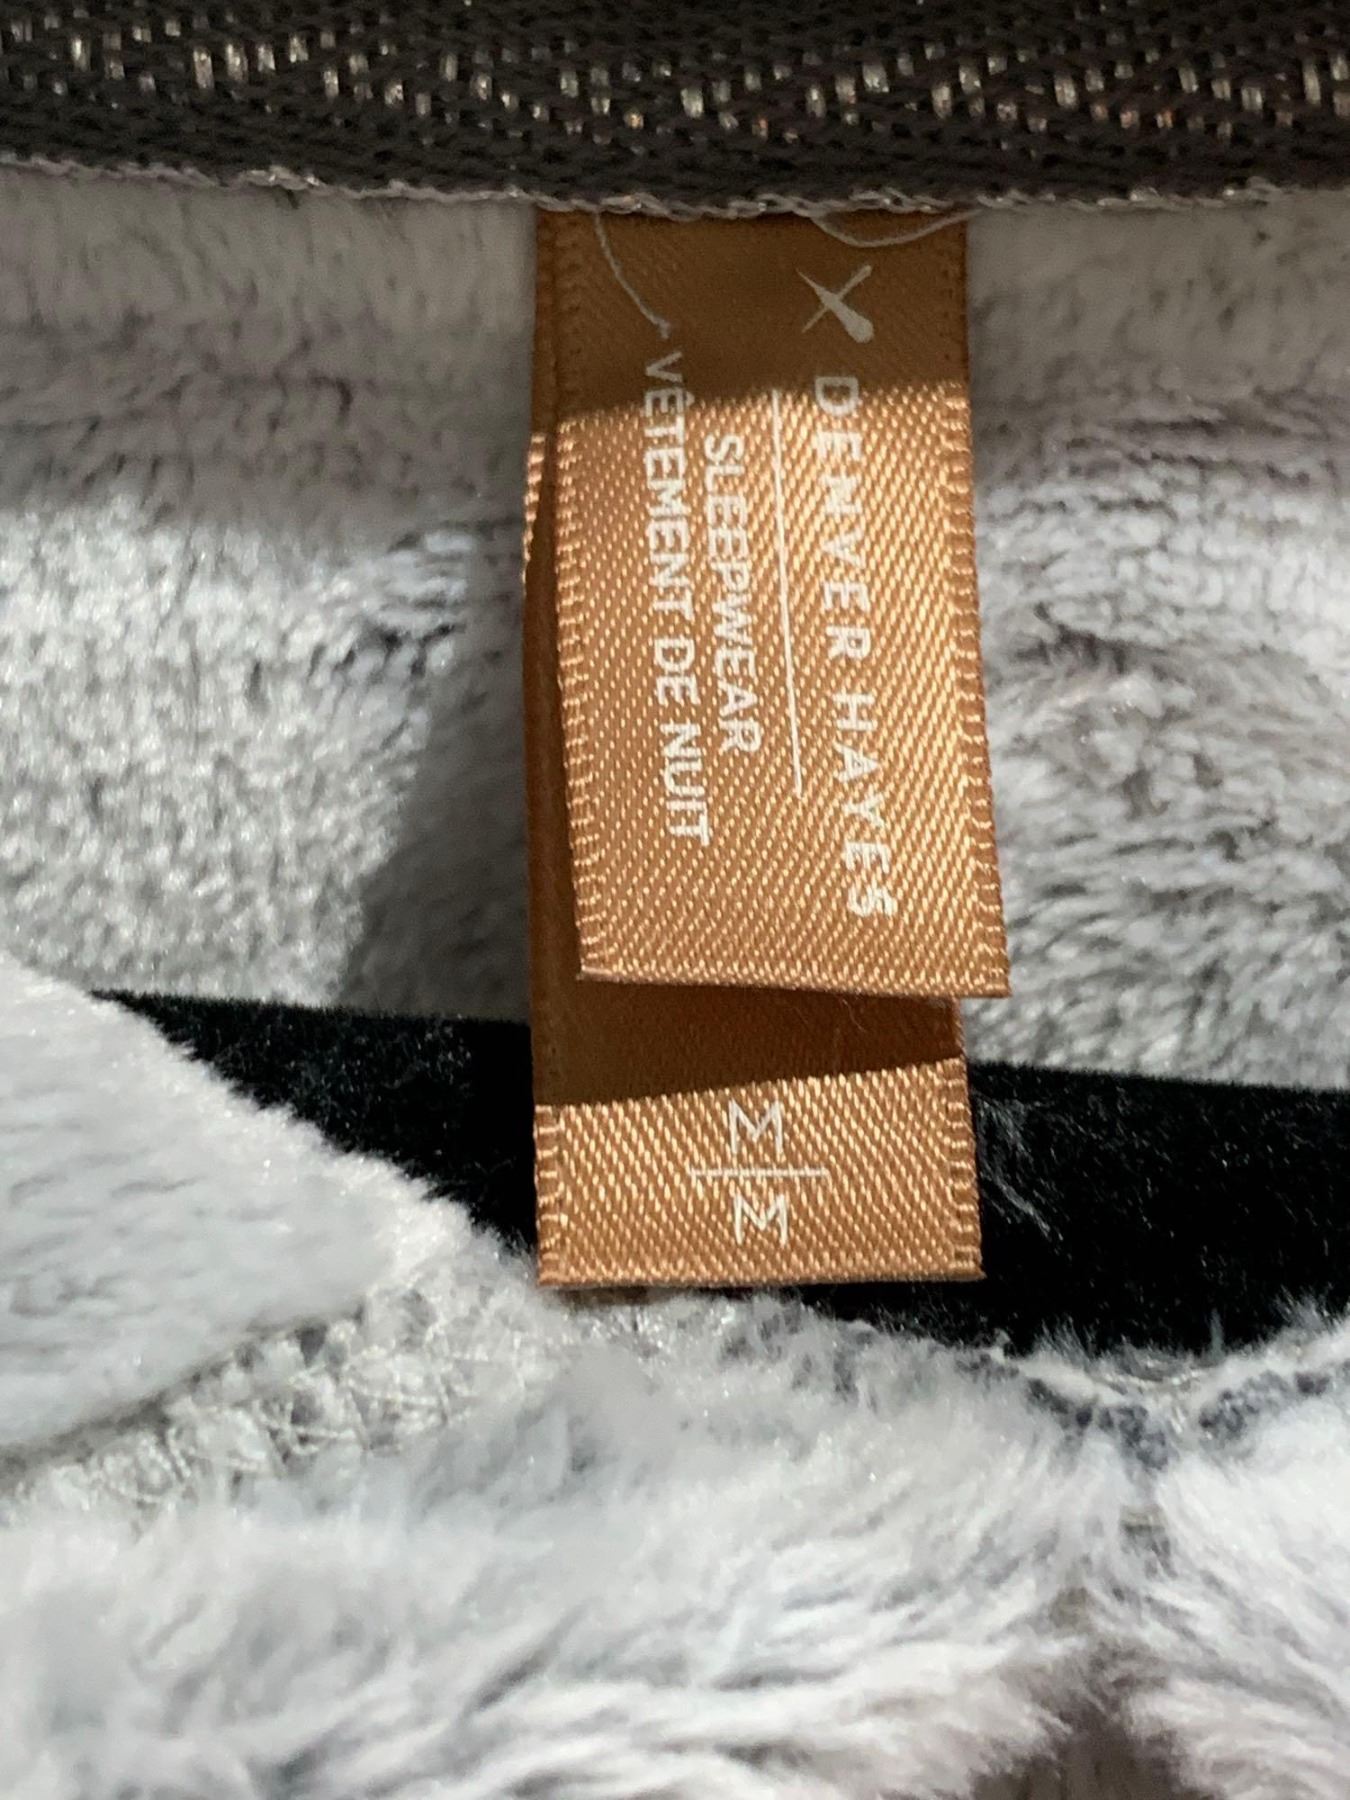 DENVER HAYES
SLEEPWEAR
VÊTEMENT DE NUIT
M
M